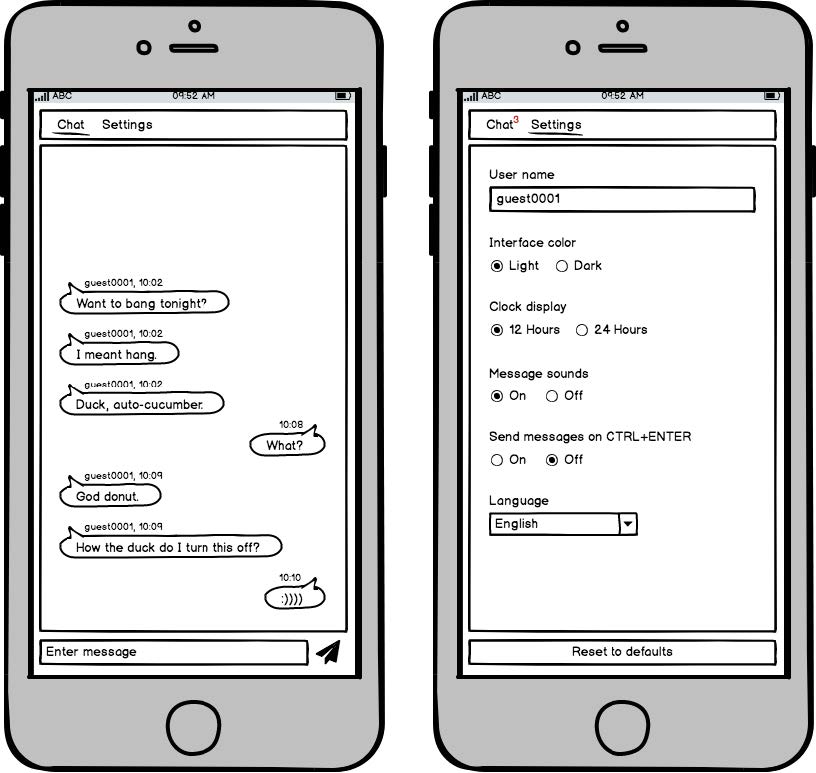 ABC 09:52 AM
Chat Settings
guest0001, 10:02
Want to bang tonight?
guest0001, 10:02
I meant hang.
guest0001, 10:02
Duck, auto-cucumber.
10:08
What?
guest0001, 10:09
God donut.
guest0001, 10:09
How the duck do I turn this off?
10:10
:))))
Enter message
ABC 09:52 AM
Chat3 Settings
User name
guest0001
Interface color
Light Dark
Clock display
12 Hours 24 Hours
Message sounds
On Off
Send messages on CTRL+ENTER
On Off
Language
English
Reset to defaults